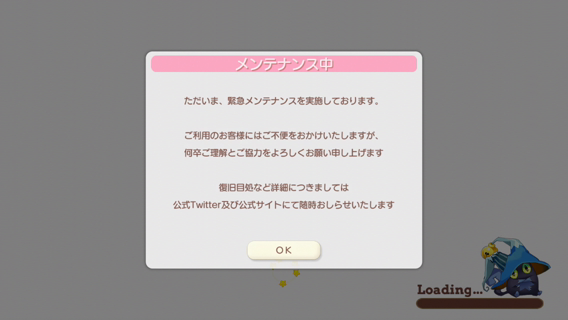 メンテナンス中
ただいま、緊急メンテナンスを実施しております。
ご利用のお客様にはご不便をおかけいたしますが、
何卒ご理解とご協力をよろしくお願い申し上げます
復旧目処など詳細につきましては
公式Twitter及び公式サイトにて随時おしらせいたします
OK
Loading...